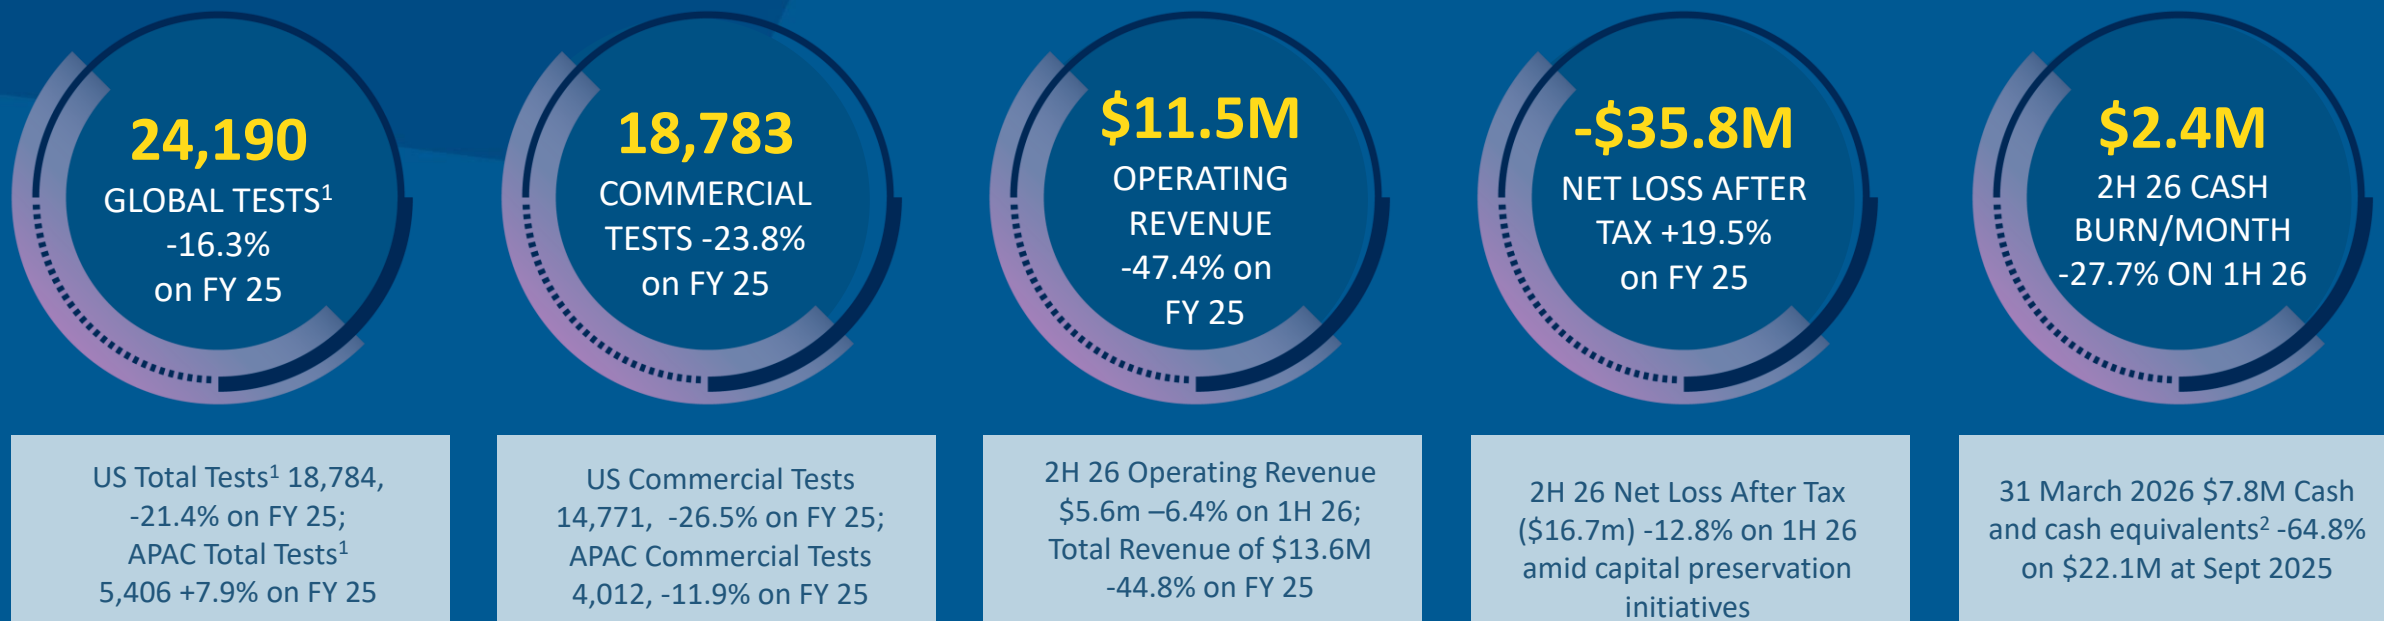 24,190
GLOBAL TESTS¹
-16.3%
on FY 25
18,783
COMMERCIAL
TESTS -23.8%
on FY 25
$11.5M
OPERATING
REVENUE
-47.4% on
FY 25
-$35.8M
NET LOSS AFTER
TAX +19.5%
on FY 25
$2.4M
2H 26 CASH
BURN/MONTH
-27.7% ON 1H 26
US Total Tests¹ 18,784,
-21.4% on FY 25;
APAC Total Tests¹
5,406 +7.9% on FY 25
US Commercial Tests
14,771, -26.5% on FY 25;
APAC Commercial Tests
4,012, -11.9% on FY 25
2H 26 Operating Revenue
$5.6m –6.4% on 1H 26;
Total Revenue of $13.6M
-44.8% on FY 25
2H 26 Net Loss After Tax
($16.7m) -12.8% on 1H 26
amid capital preservation
initiatives
31 March 2026 $7.8M Cash
and cash equivalents² -64.8%
on $22.1M at Sept 2025